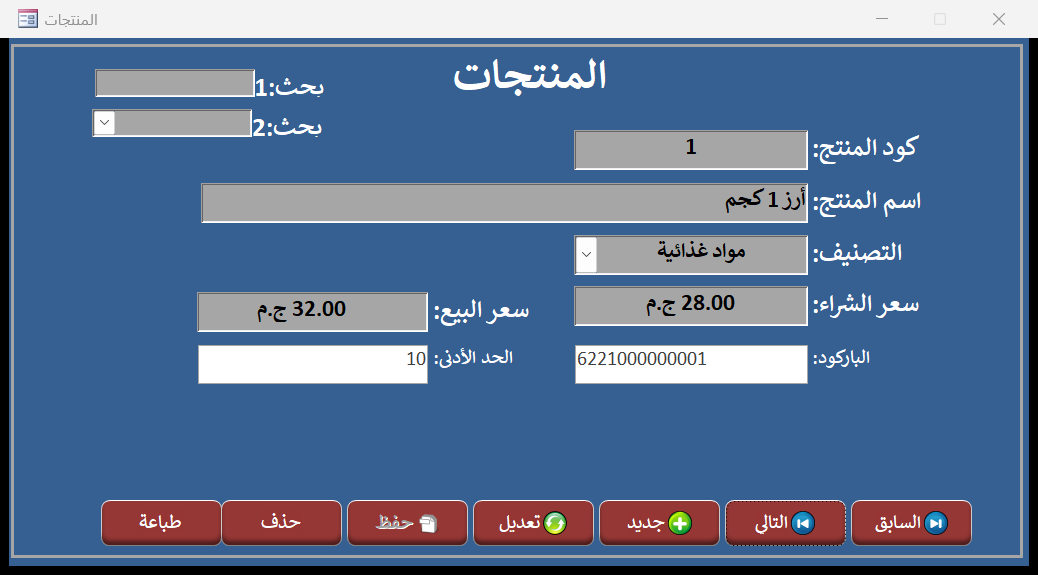 المنتجات
المنتجات
بحث:1
بحث:2
كود المنتج: 1
اسم المنتج: أرز 1 كجم
التصنيف: مواد غذائية
سعر الشراء: 28.00 ج.م سعر البيع: 32.00 ج.م
الباركود: 6221000000001 الحد الأدنى: 10
السابق التالي جديد تعديل حفظ حذف طباعة